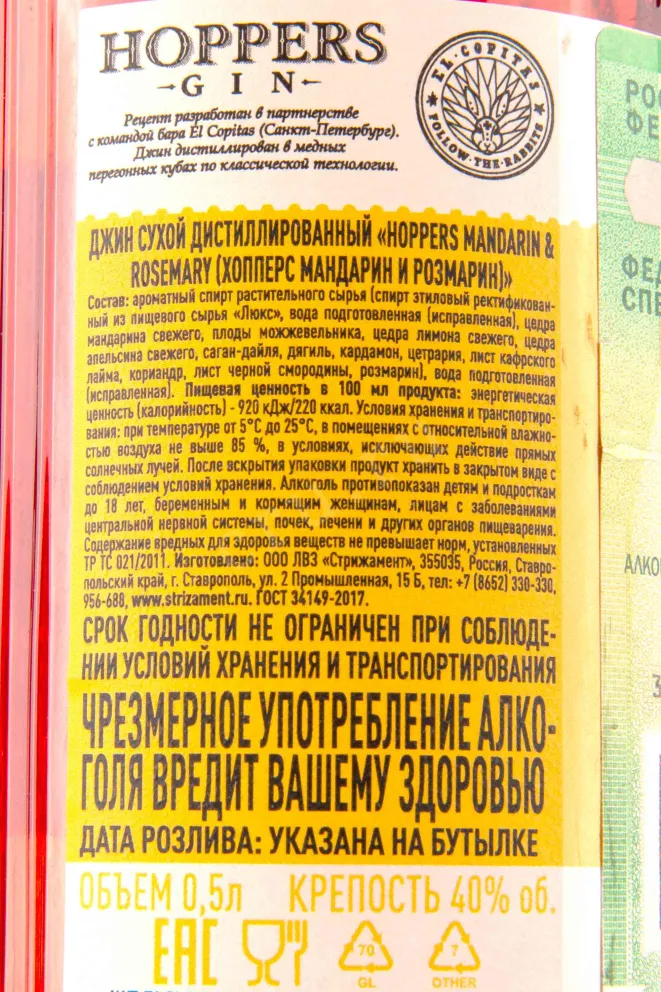 HOPPERS
GIN
EL·COPITAS
FOLLOW·THE·RABBITS
Рецепт разработан в партнерстве
с командой бара El Copitas (Санкт-Петербург).
Джин дистиллирован в медных
перегонных кубах по классической технологии.
ДЖИН СУХОЙ ДИСТИЛЛИРОВАННЫЙ «HOPPERS MANDARIN &
ROSEMARY (ХОППЕРС МАНДАРИН И РОЗМАРИН)»
Состав: ароматный спирт растительного сырья (спирт этиловый ректификован-
ный из пищевого сырья «Люкс», вода подготовленная (исправленная), цедра
мандарина свежего, плоды можжевельника, цедра лимона свежего, цедра
апельсина свежего, саган-дайля, дягиль, кардамон, цетрария, лист кафрского
лайма, кориандр, лист черной смородины, розмарин), вода подготовленная
(исправленная). Пищевая ценность в 100 мл продукта: энергетическая
ценность (калорийность) - 920 кДж/220 ккал. Условия хранения и транспортиро-
вания: при температуре от 5°С до 25°С, в помещениях с относительной влажно-
стью воздуха не выше 85 %, в условиях, исключающих действие прямых
солнечных лучей. После вскрытия упаковки продукт хранить в закрытом виде с
соблюдением условий хранения. Алкоголь противопоказан детям и подросткам
до 18 лет, беременным и кормящим женщинам, лицам с заболеваниями
центральной нервной системы, почек, печени и других органов пищеварения.
Содержание вредных для здоровья веществ не превышает норм, установленных
ТР ТС 021/2011. Изготовлено: ООО ЛВЗ «Стрижамент», 355035, Россия, Ставро-
польский край, г. Ставрополь, ул. 2 Промышленная, 15 Б, тел: +7 (8652) 330-330,
956-688, www.strizament.ru. ГОСТ 34149-2017.
СРОК ГОДНОСТИ НЕ ОГРАНИЧЕН ПРИ СОБЛЮДЕ-
НИИ УСЛОВИЙ ХРАНЕНИЯ И ТРАНСПОРТИРОВАНИЯ
ЧРЕЗМЕРНОЕ УПОТРЕБЛЕНИЕ АЛКО-
ГОЛЯ ВРЕДИТ ВАШЕМУ ЗДОРОВЬЮ
ДАТА РОЗЛИВА: УКАЗАНА НА БУТЫЛКЕ
ОБЪЕМ 0,5л КРЕПОСТЬ 40% об.
EAC
70
GL
?
OTHER
РОС
ФЕ
ФЕД
СПЕ
АЛКО